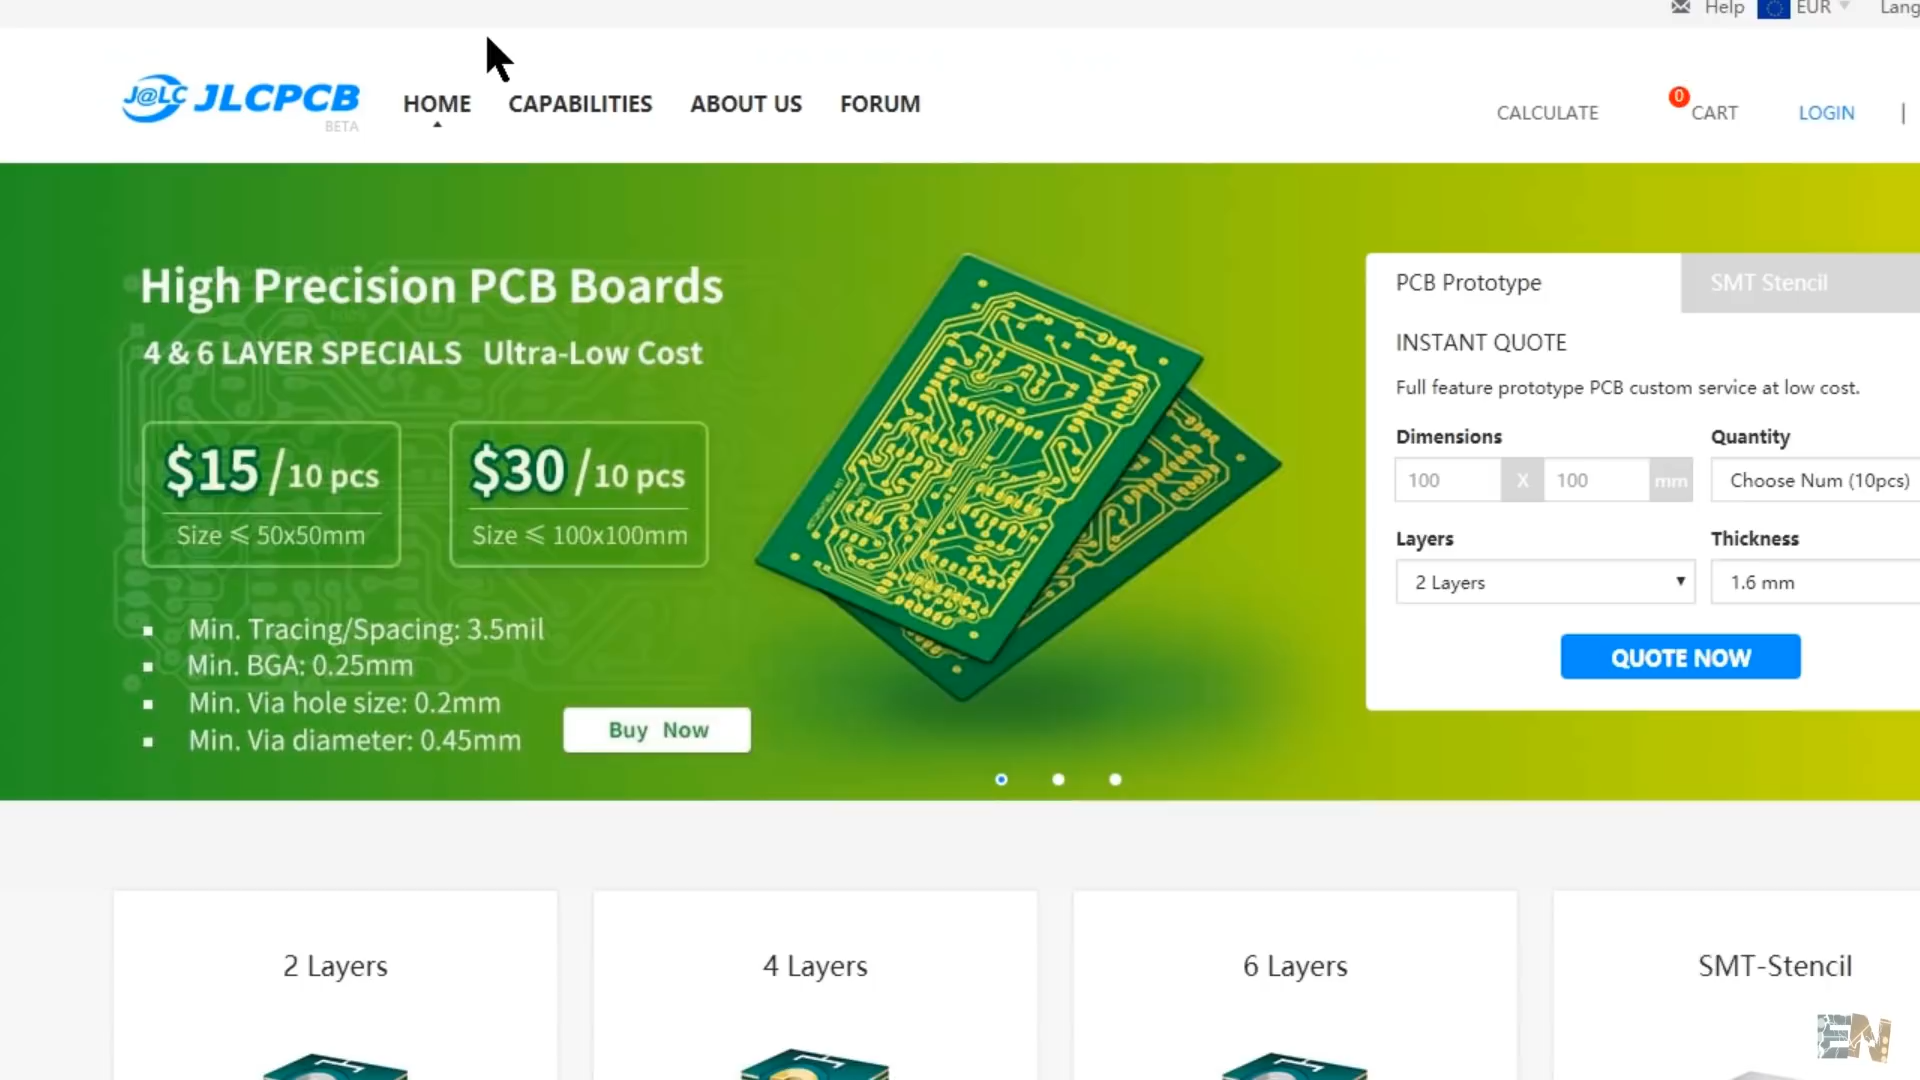 Help EUR Lang
J@LC JLCPCB
BETA
HOME CAPABILITIES ABOUT US FORUM
CALCULATE 0 CART LOGIN |
High Precision PCB Boards
4 & 6 LAYER SPECIALS Ultra-Low Cost
$15/10 pcs
Size ⩽ 50x50mm
$30/10 pcs
Size ⩽ 100x100mm
▪ Min. Tracing/Spacing: 3.5mil
▪ Min. BGA: 0.25mm
▪ Min. Via hole size: 0.2mm
▪ Min. Via diameter: 0.45mm
Buy Now
PCB Prototype SMT Stencil
INSTANT QUOTE
Full feature prototype PCB custom service at low cost.
Dimensions Quantity
100 X 100 mm Choose Num (10pcs)
Layers Thickness
2 Layers 1.6 mm
QUOTE NOW
2 Layers 4 Layers 6 Layers SMT-Stencil
EN